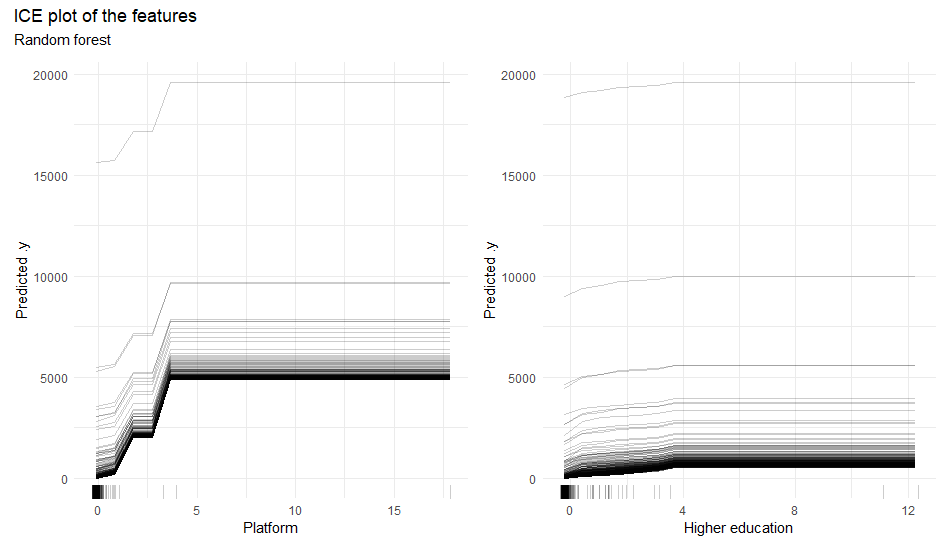 ICE plot of the features
Random forest
20000
15000
10000
5000
0
Predicted .y
0 5 10 15
Platform
20000
15000
10000
5000
0
Predicted .y
0 4 8 12
Higher education